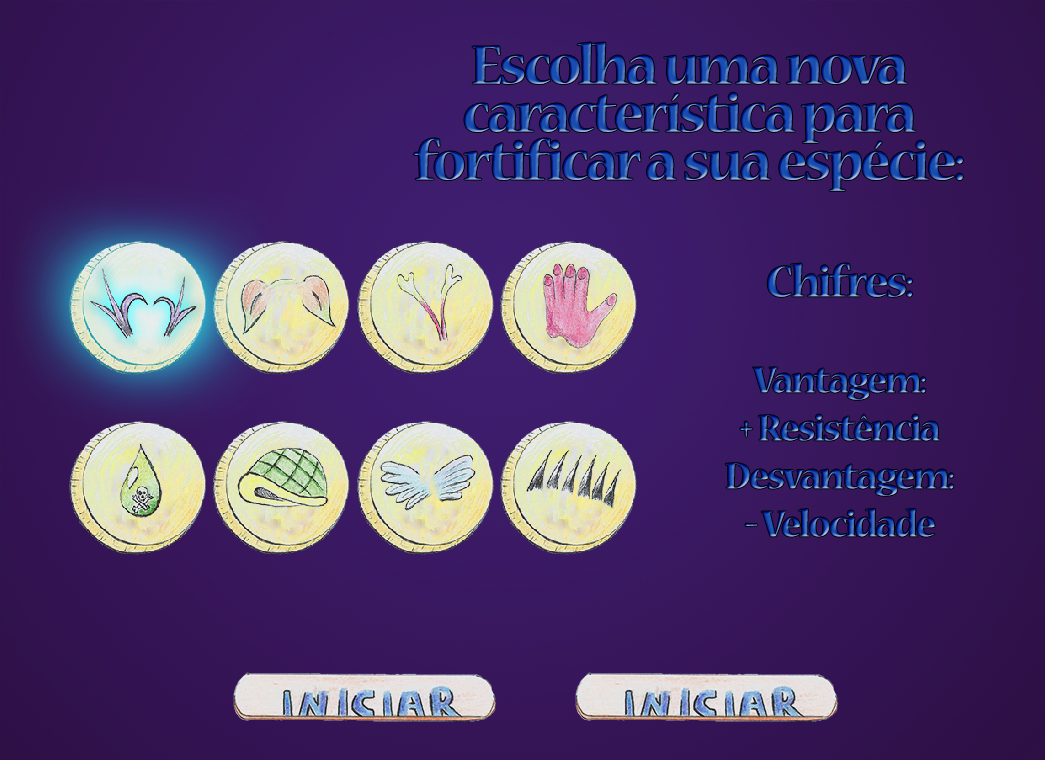 Escolha uma nova
característica para
fortificar a sua espécie:
Chifres:
Vantagem:
+ Resistência
Desvantagem:
- Velocidade
INICIAR
INICIAR